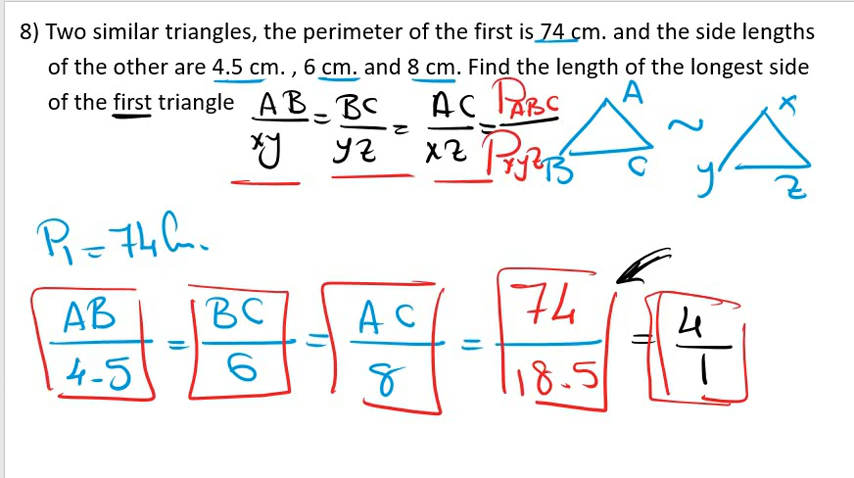 8) Two similar triangles, the perimeter of the first is 74 cm. and the side lengths
of the other are 4.5 cm. , 6 cm. and 8 cm. Find the length of the longest side
of the first triangle
AB/xy = BC/yz = AC/xz = PABC/Pxyz
A B C ~ x y z
P1 = 74 cm.
AB/4.5 = BC/6 = AC/8 = 74/18.5 = 4/1